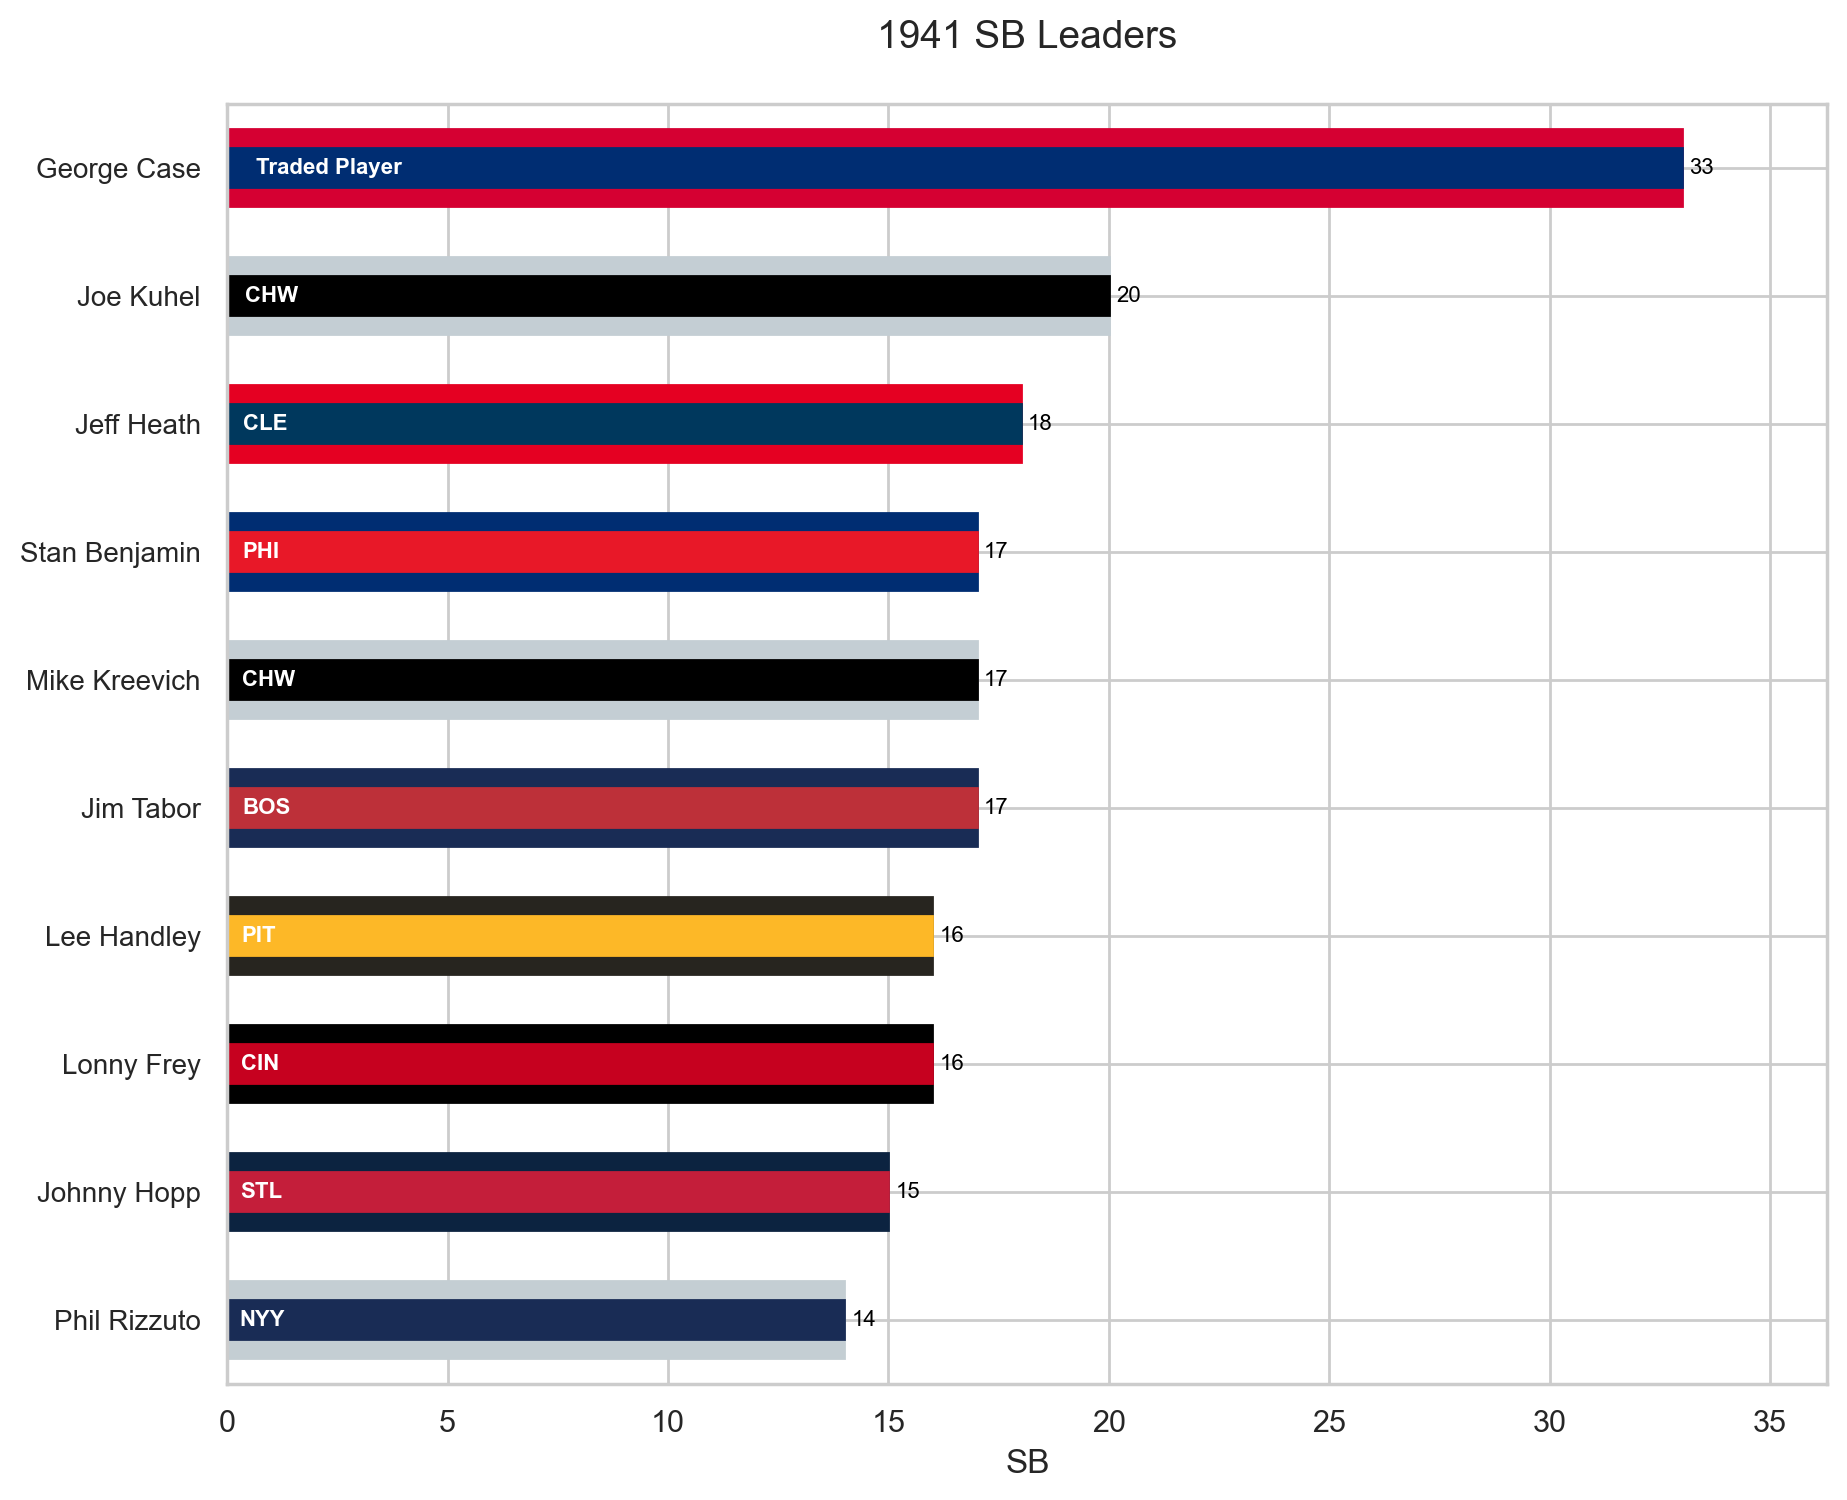 1941 SB Leaders
George Case
Traded Player
33
Joe Kuhel
CHW
20
Jeff Heath
CLE
18
Stan Benjamin
PHI
17
Mike Kreevich
CHW
17
Jim Tabor
BOS
17
Lee Handley
PIT
16
Lonny Frey
CIN
16
Johnny Hopp
STL
15
Phil Rizzuto
NYY
14
0 5 10 15 20 25 30 35
SB